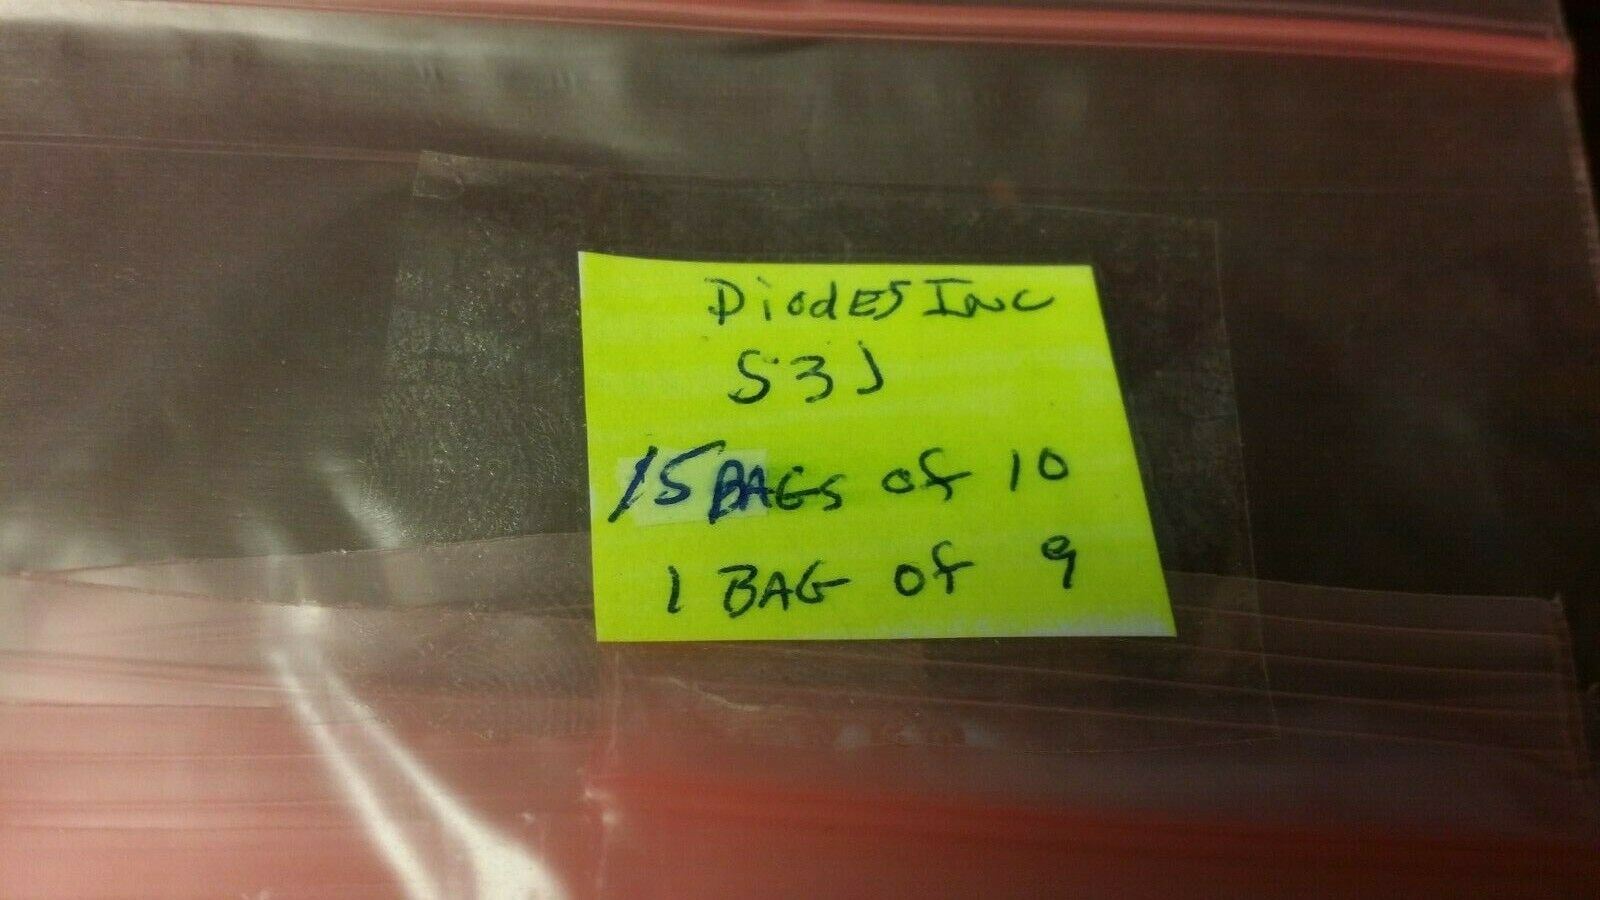 DiodES Inc
S3J
15 BAGS of 10
1 BAG of 9